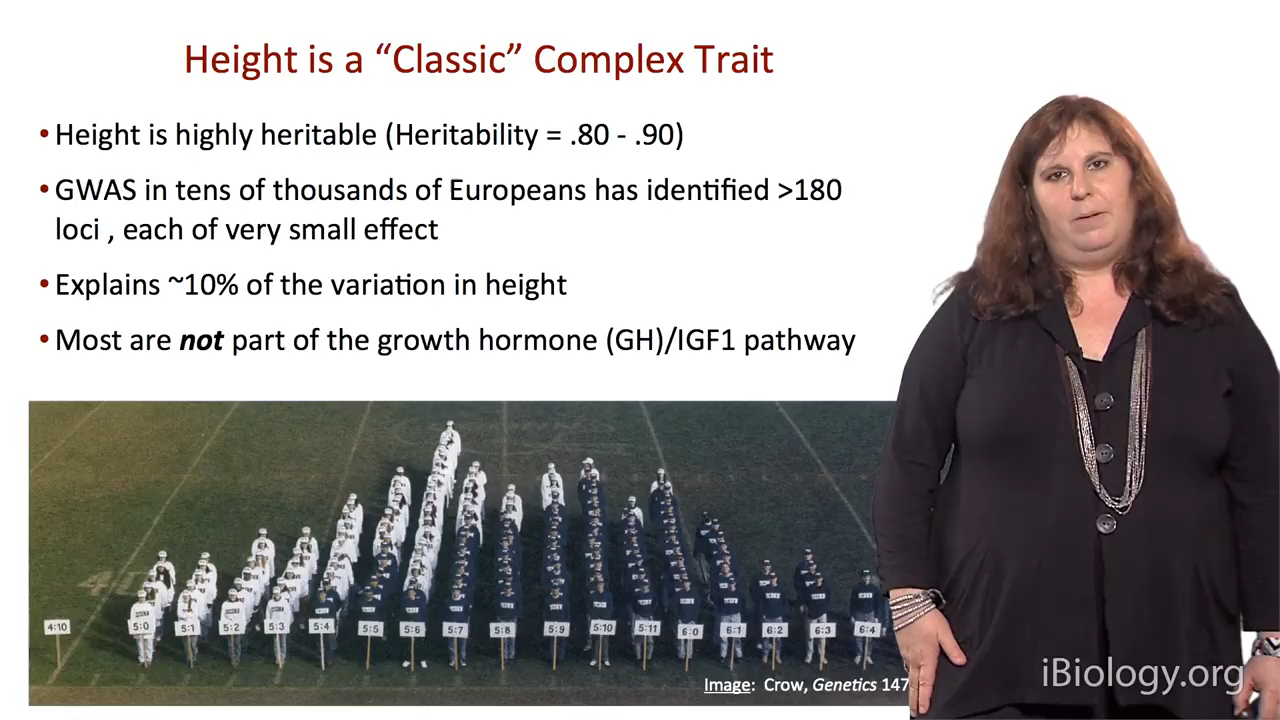 Height is a “Classic” Complex Trait
• Height is highly heritable (Heritability = .80 - .90)
• GWAS in tens of thousands of Europeans has identified >180
loci , each of very small effect
• Explains ~10% of the variation in height
• Most are not part of the growth hormone (GH)/IGF1 pathway
4:10 5:0 5:1 5:2 5:3 5:4 5:5 5:6 5:7 5:8 5:9 5:10 5:11 6:0 6:1 6:2 6:3 6:4
Image: Crow, Genetics 147
iBiology.org